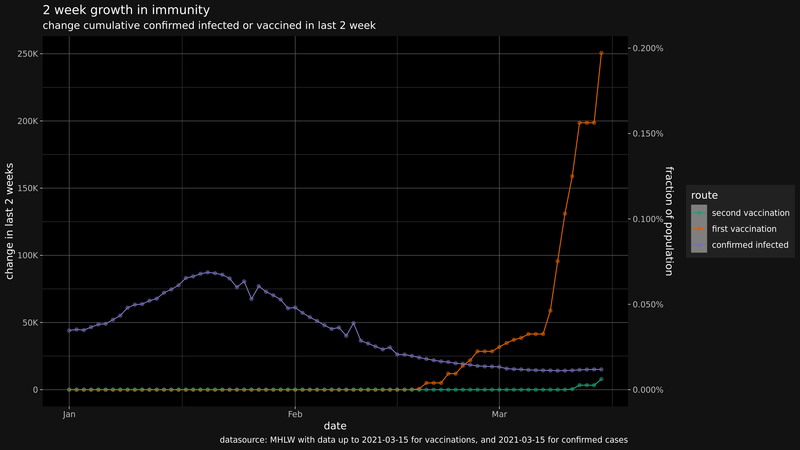 2 week growth in immunity
change cumulative confirmed infected or vaccined in last 2 week
250K
200K
150K
100K
50K
0
change in last 2 weeks
0.200%
0.150%
0.100%
0.050%
0.000%
fraction of population
Jan
Feb
Mar
date
route
second vaccination
first vaccination
confirmed infected
datasource: MHLW with data up to 2021-03-15 for vaccinations, and 2021-03-15 for confirmed cases